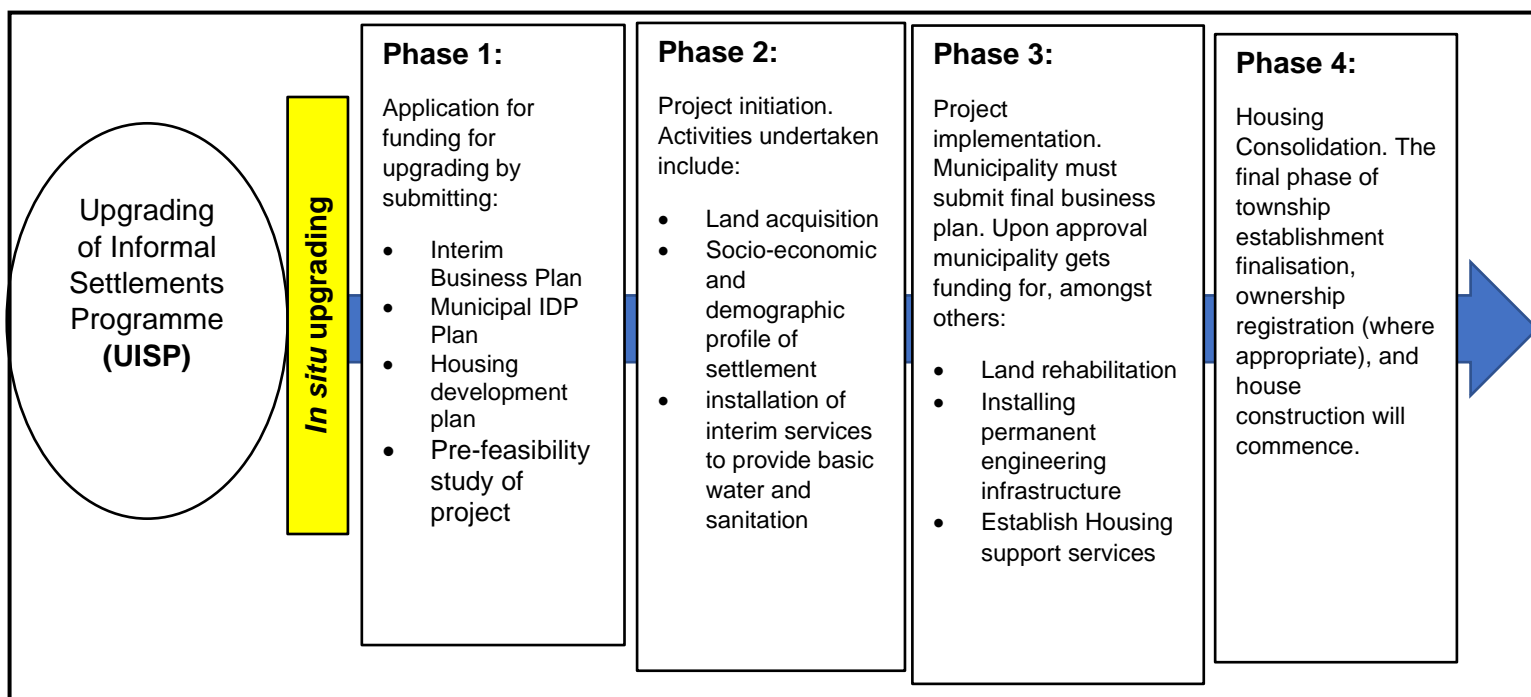 Upgrading
of Informal
Settlements
Programme
(UISP)
In situ upgrading
Phase 1:
Application for
funding for
upgrading by
submitting:
• Interim
Business Plan
• Municipal IDP
Plan
• Housing
development
plan
• Pre-feasibility
study of
project
Phase 2:
Project initiation.
Activities undertaken
include:
• Land acquisition
• Socio-economic
and
demographic
profile of
settlement
• installation of
interim services
to provide basic
water and
sanitation
Phase 3:
Project
implementation.
Municipality must
submit final business
plan. Upon approval
municipality gets
funding for, amongst
others:
• Land rehabilitation
• Installing
permanent
engineering
infrastructure
• Establish Housing
support services
Phase 4:
Housing
Consolidation. The
final phase of
township
establishment
finalisation,
ownership
registration (where
appropriate), and
house
construction will
commence.